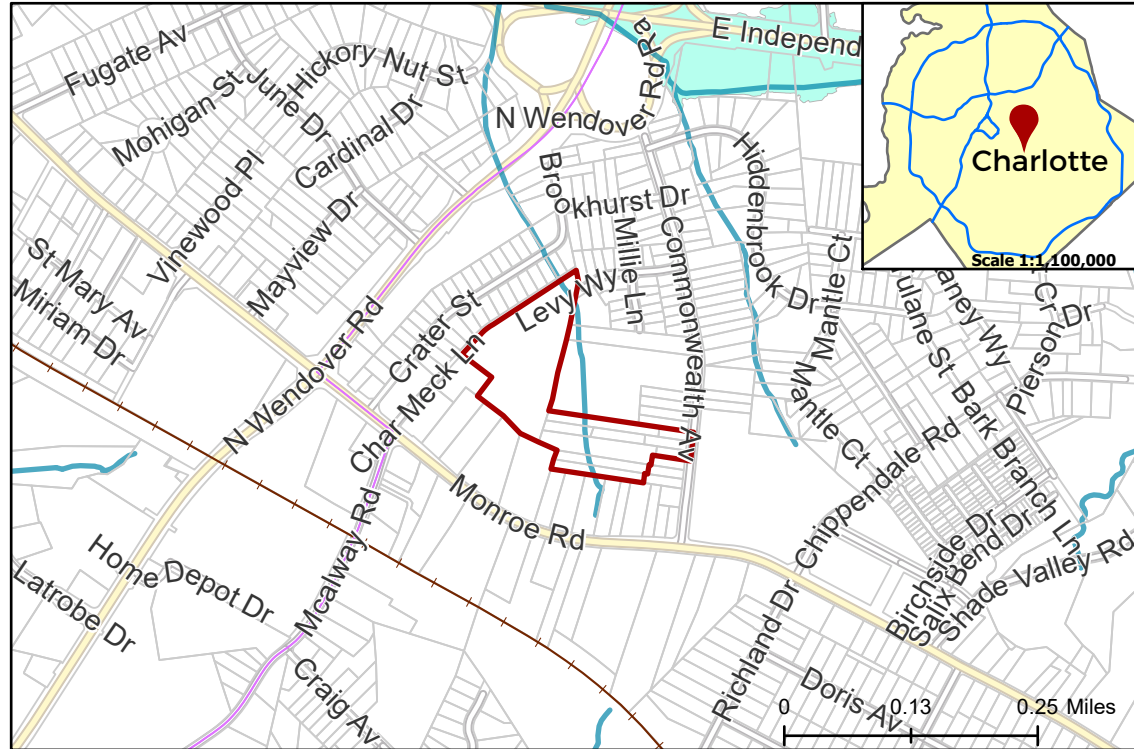 Fugate Av
Hickory Nut St
June Dr
Mohigan St
Cardinal Dr
Vinewood Pl
Mayview Dr
St Mary Av
Miriam Dr
E Independ
N Wendover Rd Ra
Brookhurst Dr
Millie Ln
Commonwealth Av
Hiddenbrook Dr
Levy Wy
Crater St
Char Meck Ln
N Wendover Rd
Monroe Rd
Mcalway Rd
Home Depot Dr
Latrobe Dr
Craig Av
W Mantle Ct
Mantle Ct
ulane St
aney Wy
Cr
Pierson Dr
Bark Branch Ln
Chippendale Rd
Richland Dr
Birchside Dr
Salix Bend Dr
Shade Valley Rd
Doris Av
Charlotte
Scale 1:1,100,000
0 0.13 0.25 Miles